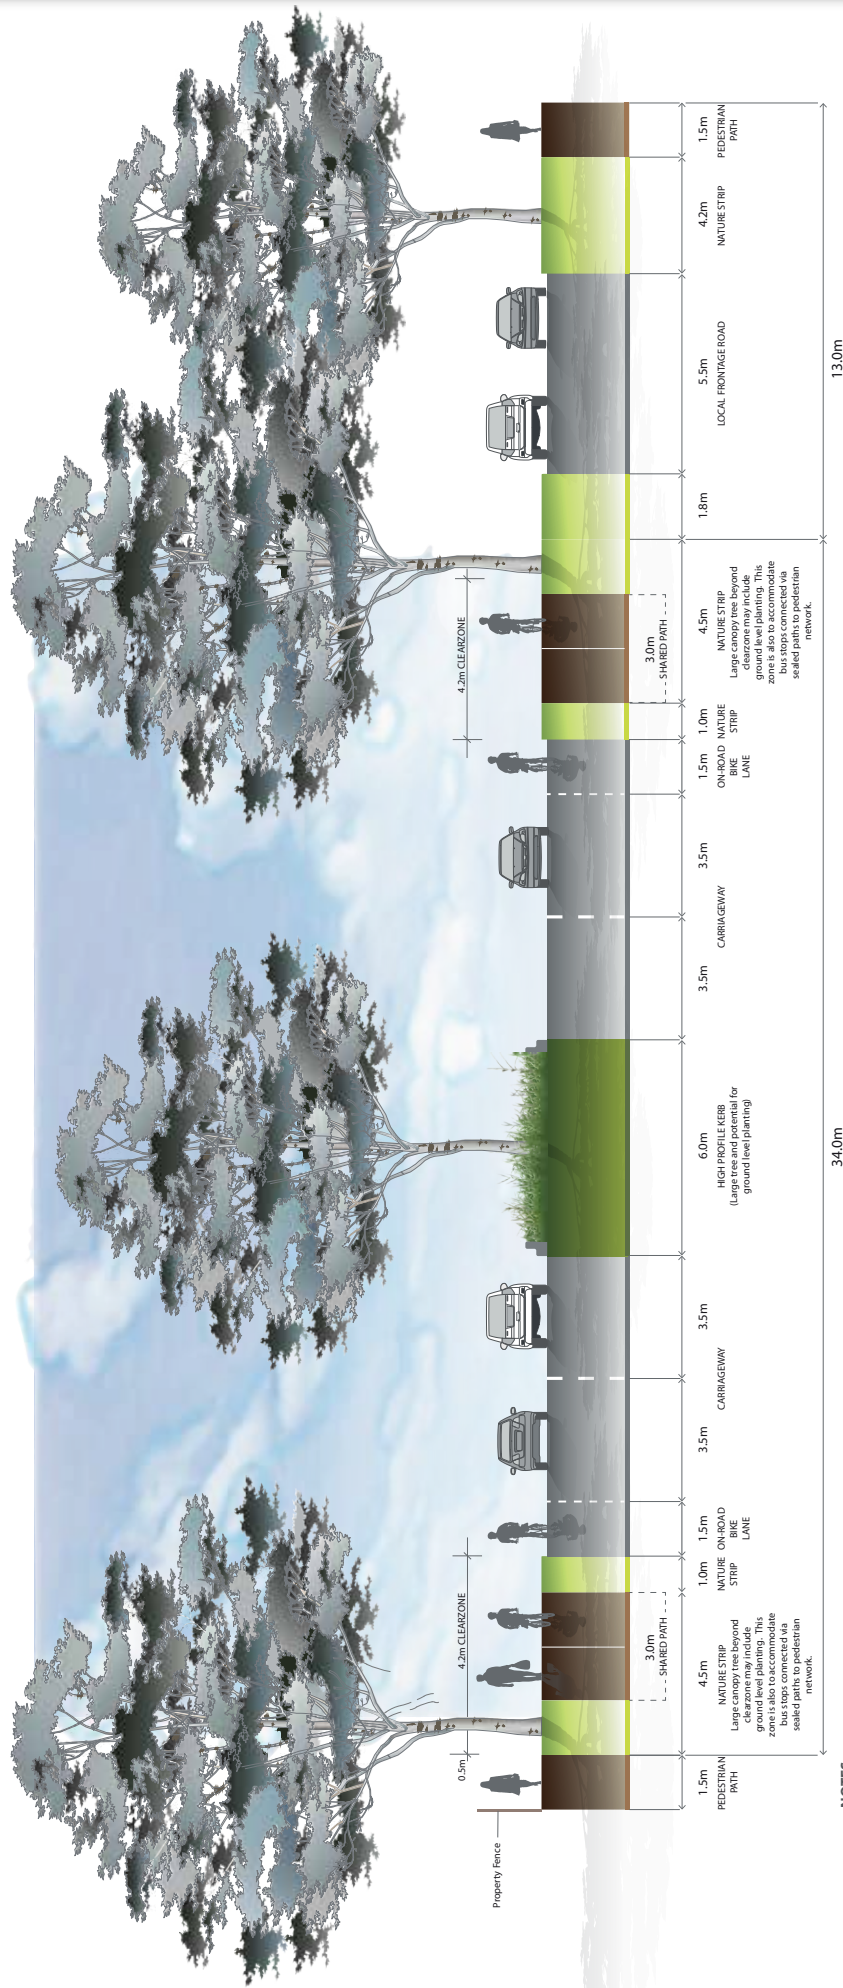 4.2m CLEARZONE
4.2m CLEARZONE
0.5m
Property Fence
3.0m
SHARED PATH
3.0m
SHARED PATH
1.5m
PEDESTRIAN
PATH
4.5m
NATURE STRIP
Large canopy tree beyond
clearzone may include
ground level planting. This
zone is also to accommodate
bus stops connected via
sealed paths to pedestrian
network.
1.0m
NATURE
STRIP
1.5m
ON-ROAD
BIKE
LANE
3.5m
CARRIAGEWAY
3.5m
6.0m
HIGH PROFILE KERB
(Large tree and potential for
ground level planting)
3.5m
CARRIAGEWAY
3.5m
1.5m
ON-ROAD
BIKE
LANE
1.0m
NATURE
STRIP
4.5m
NATURE STRIP
Large canopy tree beyond
clearzone may include
ground level planting. This
zone is also to accommodate
bus stops connected via
sealed paths to pedestrian
network.
1.8m
5.5m
LOCAL FRONTAGE ROAD
4.2m
NATURE STRIP
1.5m
PEDESTRIAN
PATH
34.0m
13.0m
NOTES